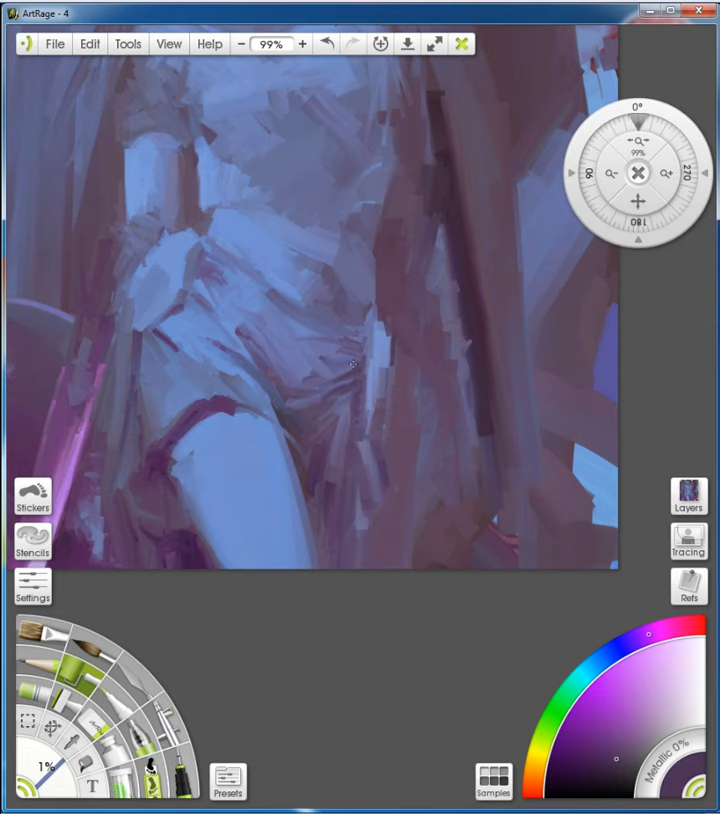 ArtRage - 4
File Edit Tools View Help − 99% +
0°
99%
90
270
180
Stickers
Stencils
Settings
Layers
Tracing
Refs
1%
T
Presets
Samples
Metallic 0%